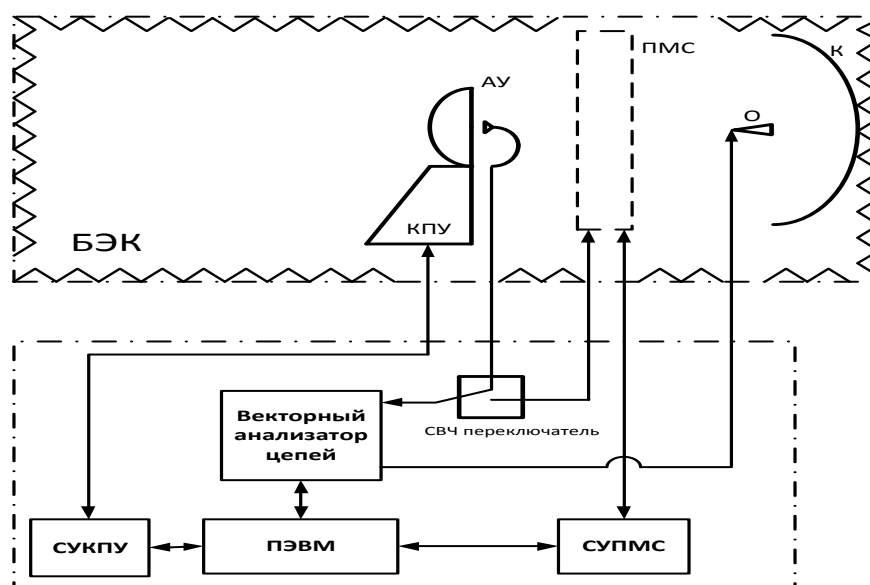 ПМС
К
АУ
О
КПУ
БЭК
Векторный
анализатор
цепей
СВЧ переключатель
СУКПУ
ПЭВМ
СУПМС